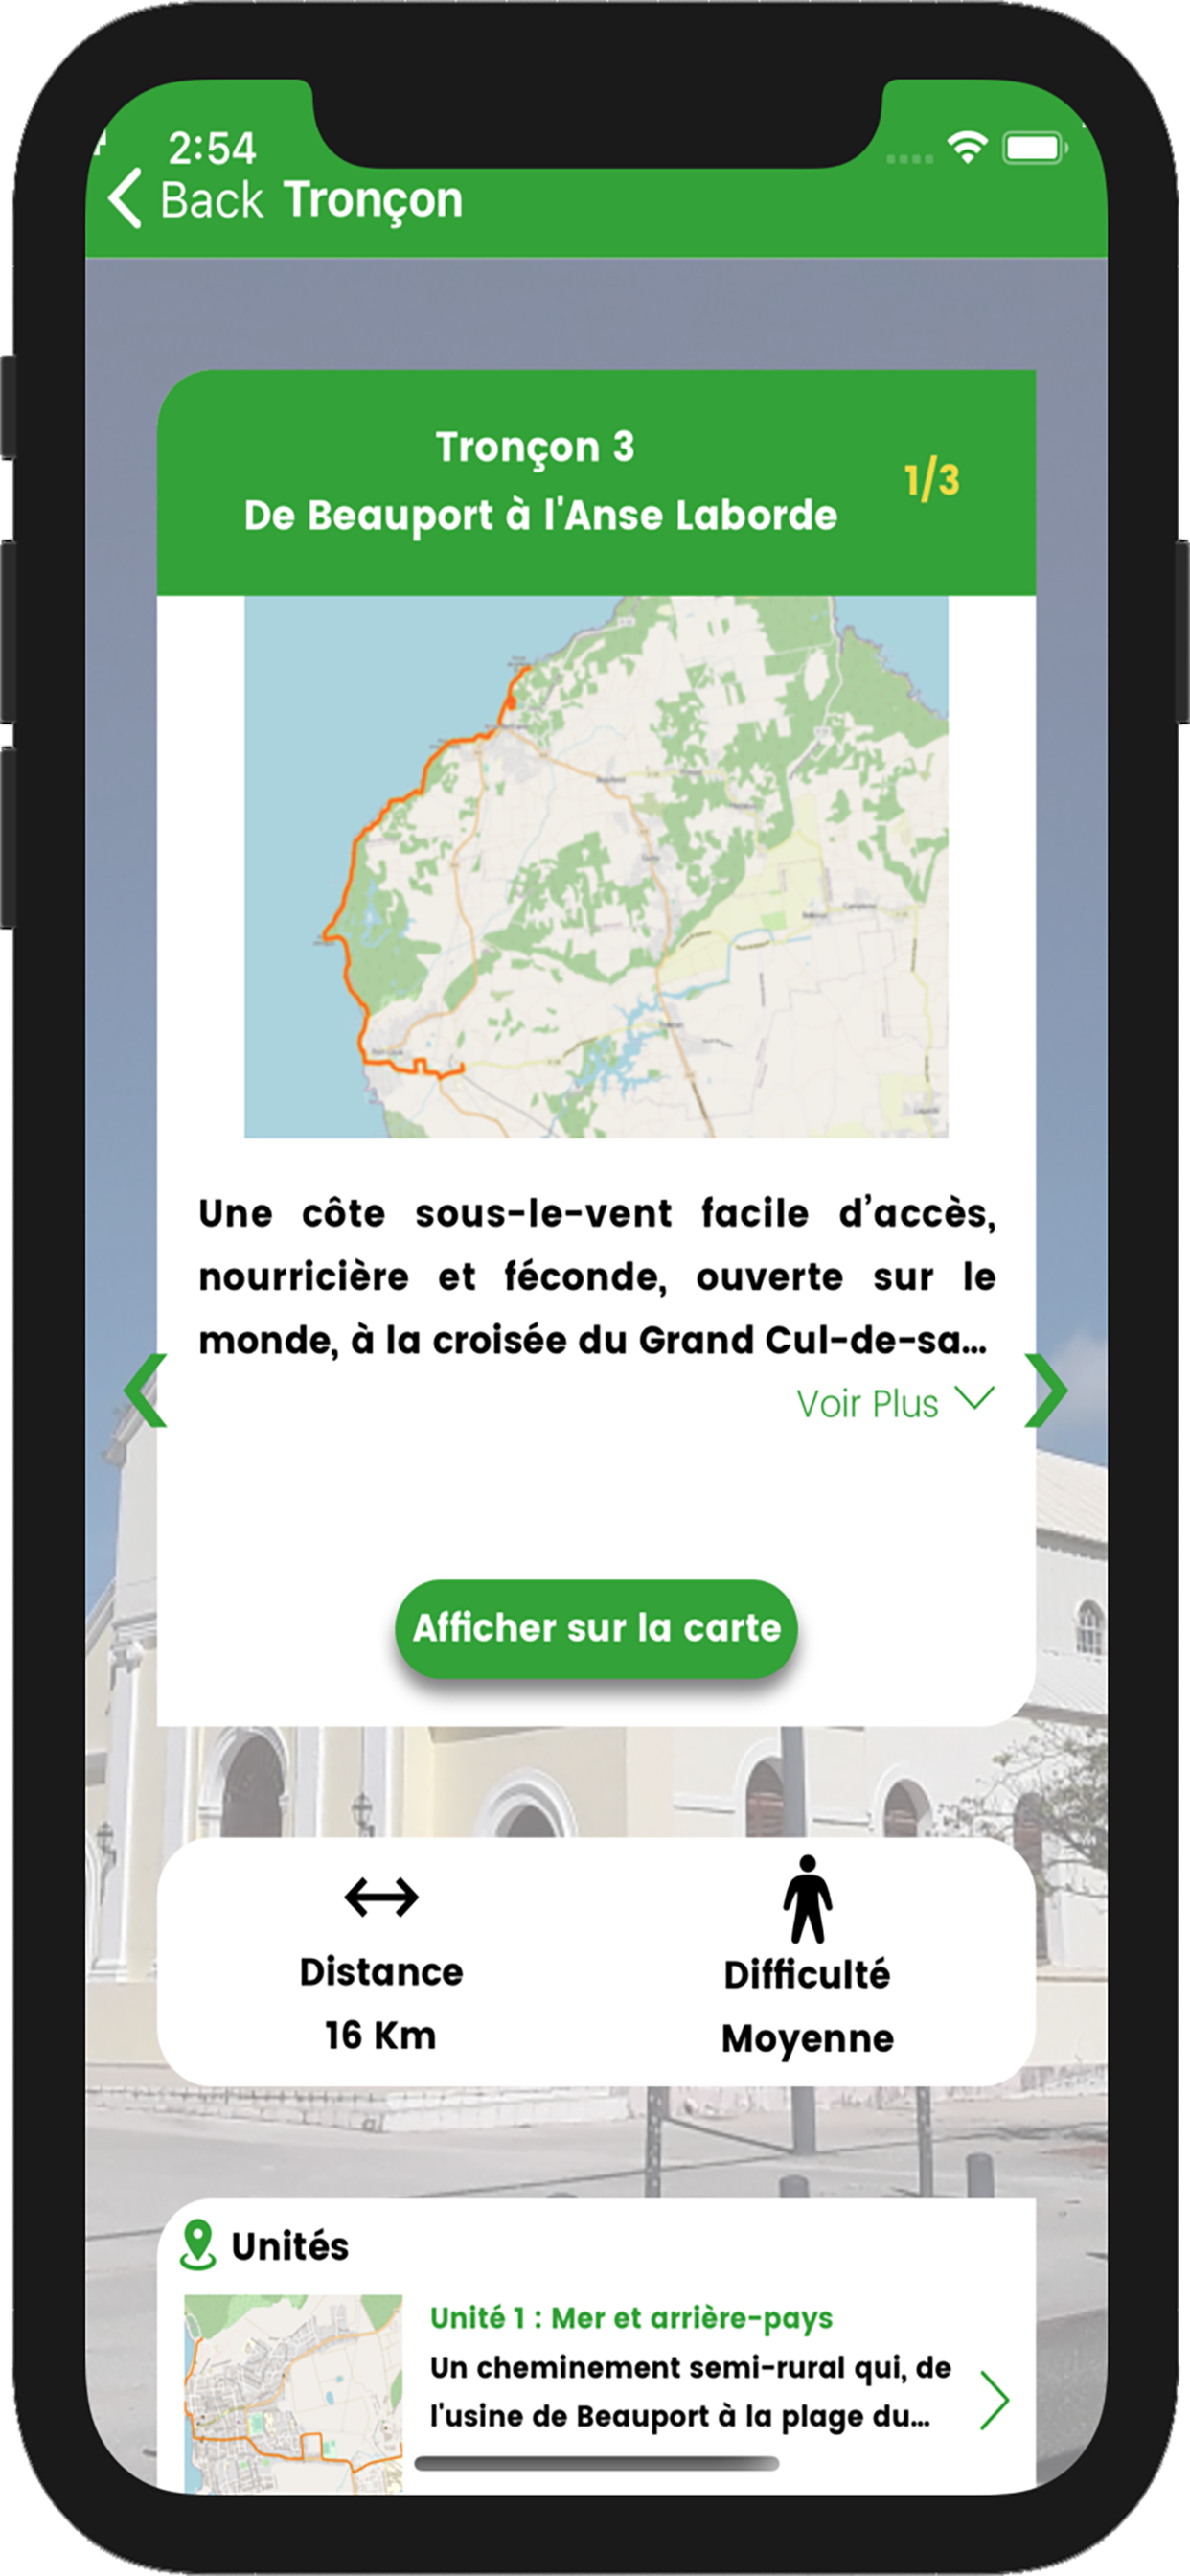 2:54
Back Tronçon
Tronçon 3
1/3
De Beauport à l'Anse Laborde
Une côte sous-le-vent facile d’accès,
nourricière et féconde, ouverte sur le
monde, à la croisée du Grand Cul-de-sa...
Voir Plus
Afficher sur la carte
Distance
16 Km
Difficulté
Moyenne
Unités
Unité 1 : Mer et arrière-pays
Un cheminement semi-rural qui, de
l'usine de Beauport à la plage du...